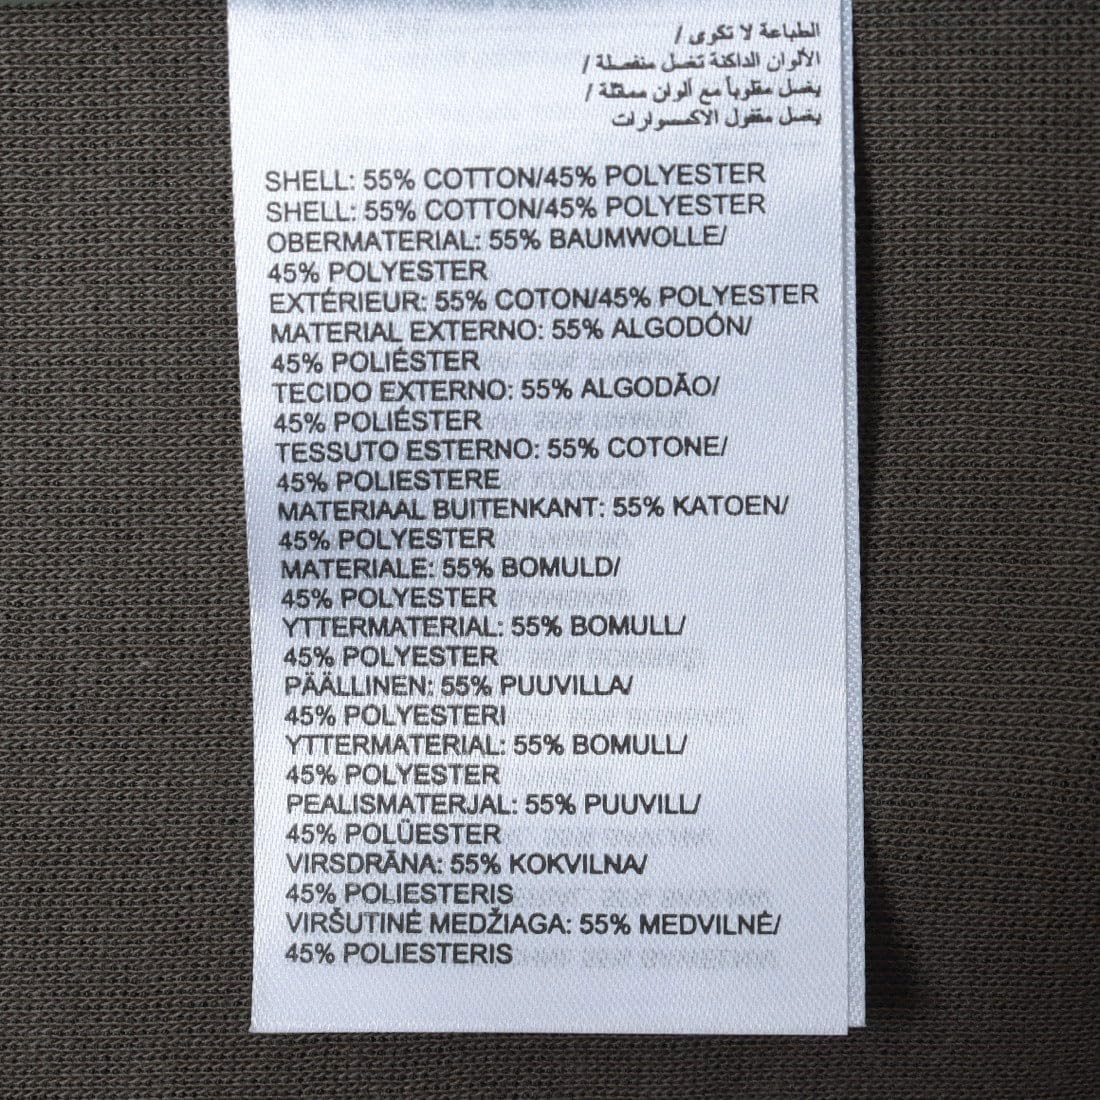 الطباعة لا تكوى /
الألوان الداكنة تغسل منفصلة /
يغسل مقلوباً مع ألوان مماثلة /
يغسل مقفول الاكسسوارات
SHELL: 55% COTTON/45% POLYESTER
SHELL: 55% COTTON/45% POLYESTER
OBERMATERIAL: 55% BAUMWOLLE/
45% POLYESTER
EXTÉRIEUR: 55% COTON/45% POLYESTER
MATERIAL EXTERNO: 55% ALGODÓN/
45% POLIÉSTER
TECIDO EXTERNO: 55% ALGODÃO/
45% POLIÉSTER
TESSUTO ESTERNO: 55% COTONE/
45% POLIESTERE
MATERIAAL BUITENKANT: 55% KATOEN/
45% POLYESTER
MATERIALE: 55% BOMULD/
45% POLYESTER
YTTERMATERIAL: 55% BOMULL/
45% POLYESTER
PÄÄLLINEN: 55% PUUVILLA/
45% POLYESTERI
YTTERMATERIAL: 55% BOMULL/
45% POLYESTER
PEALISMATERJAL: 55% PUUVILL/
45% POLÜESTER
VIRSDRĀNA: 55% KOKVILNA/
45% POLIESTERIS
VIRŠUTINĖ MEDŽIAGA: 55% MEDVILNĖ/
45% POLIESTERIS